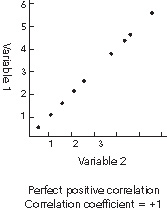 6
5
4
3
2
1
Variable 1
1 2 3
Variable 2
Perfect positive correlation
Correlation coefficient = +1